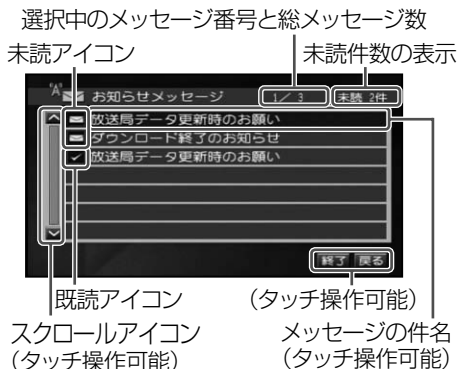 選択中のメッセージ番号と総メッセージ数
未読アイコン
未読件数の表示
"A"
お知らせメッセージ
1／ 3
未読 2件
放送局データ更新時のお願い
ダウンロード終了のお知らせ
放送局データ更新時のお願い
終了 戻る
既読アイコン
(タッチ操作可能)
スクロールアイコン
(タッチ操作可能)
メッセージの件名
(タッチ操作可能)